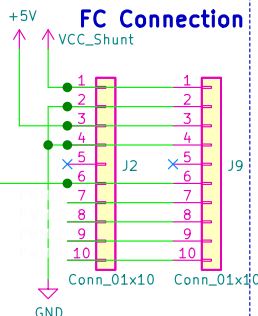 FC Connection
+5V
VCC_Shunt
1 1
2 2
3 3
4 4
5 J2 5 J9
6 6
7 7
8 8
9 9
10 10
Conn_01x10 Conn_01x10
GND